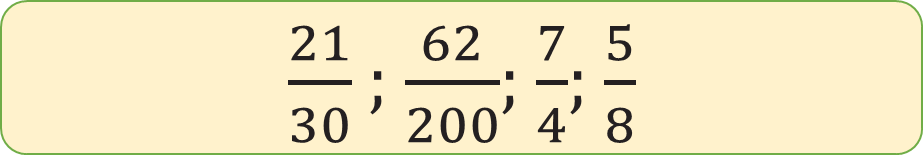 21/30 ; 62/200 ; 7/4 ; 5/8